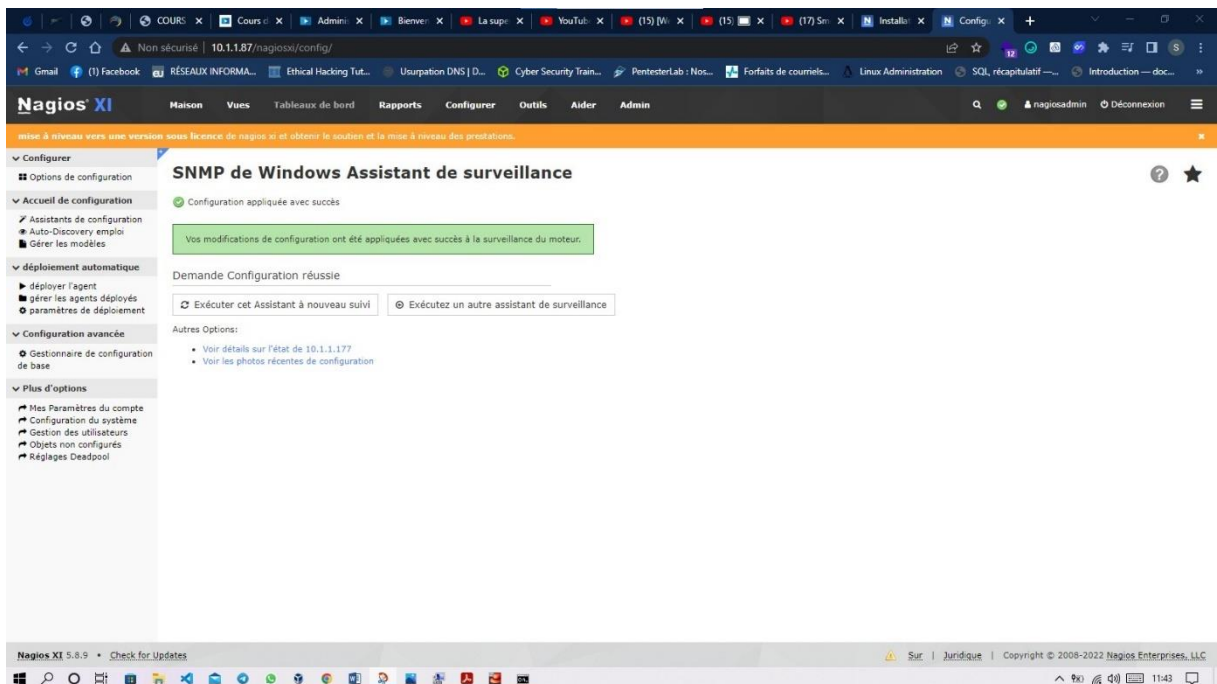 COURS
Cours d
Adminis
Bienven
La supe
YouTube
(15) [W
(15)
(17) Sm
Installat
Configu
Non sécurisé | 10.1.1.87/nagiosxi/config/
12
S
Gmail (1) Facebook RÉSEAUX INFORMA... Ethical Hacking Tut... Usurpation DNS | D... Cyber Security Train... PentesterLab : Nos... Forfaits de courriels... Linux Administration SQL, récapitulatif —... Introduction — doc... »
Nagios XI Maison Vues Tableaux de bord Rapports Configurer Outils Aider Admin nagiosadmin Déconnexion
mise à niveau vers une version sous licence de nagios xi et obtenir le soutien et la mise à niveau des prestations.
Configurer
Options de configuration
Accueil de configuration
Assistants de configuration
Auto-Discovery emploi
Gérer les modèles
déploiement automatique
déployer l'agent
gérer les agents déployés
paramètres de déploiement
Configuration avancée
Gestionnaire de configuration
de base
Plus d'options
Mes Paramètres du compte
Configuration du système
Gestion des utilisateurs
Objets non configurés
Réglages Deadpool
SNMP de Windows Assistant de surveillance
Configuration appliquée avec succès
Vos modifications de configuration ont été appliquées avec succès à la surveillance du moteur.
Demande Configuration réussie
Exécuter cet Assistant à nouveau suivi
Exécutez un autre assistant de surveillance
Autres Options:
Voir détails sur l'état de 10.1.1.177
Voir les photos récentes de configuration
Nagios XI 5.8.9 • Check for Updates
Sur | Juridique | Copyright © 2008-2022 Nagios Enterprises, LLC
11:43